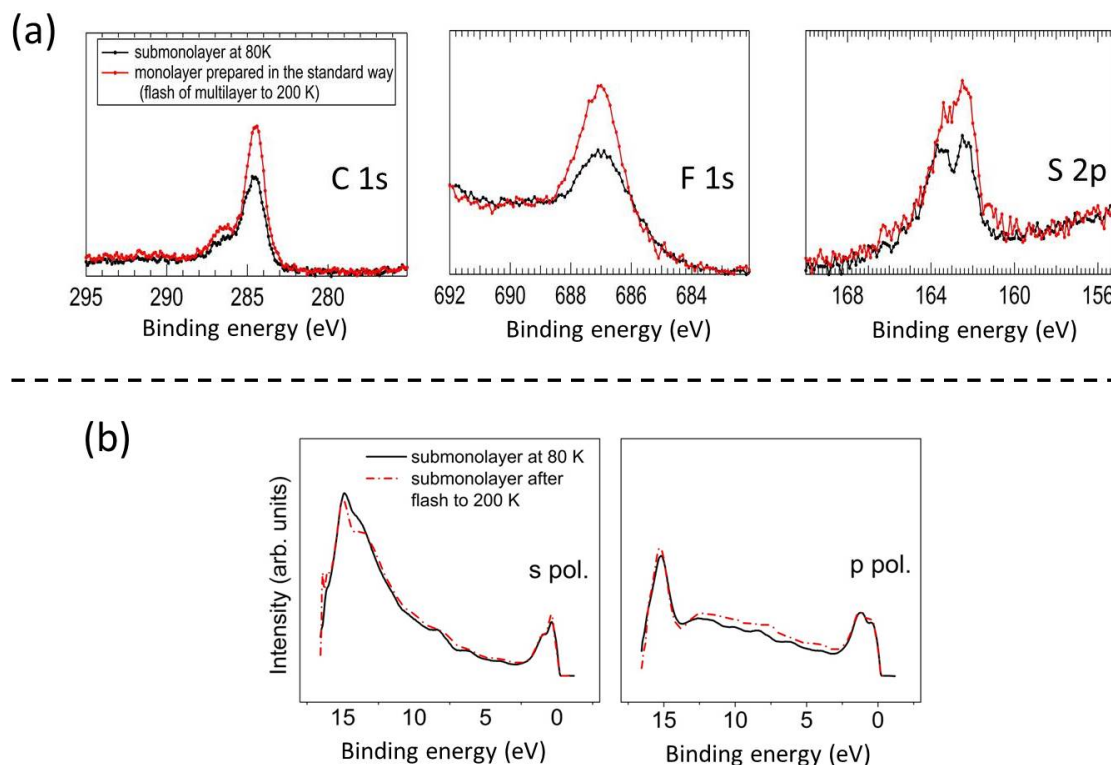 (a)
submonolayer at 80K
monolayer prepared in the standard way
(flash of multilayer to 200 K)
C 1s
F 1s
S 2p
295 290 285 280
692 690 688 686 684
168 164 160 156
Binding energy (eV)
Binding energy (eV)
Binding energy (eV)
(b)
submonolayer at 80 K
submonolayer after
flash to 200 K
s pol.
p pol.
Intensity (arb. units)
15 10 5 0
15 10 5 0
Binding energy (eV)
Binding energy (eV)